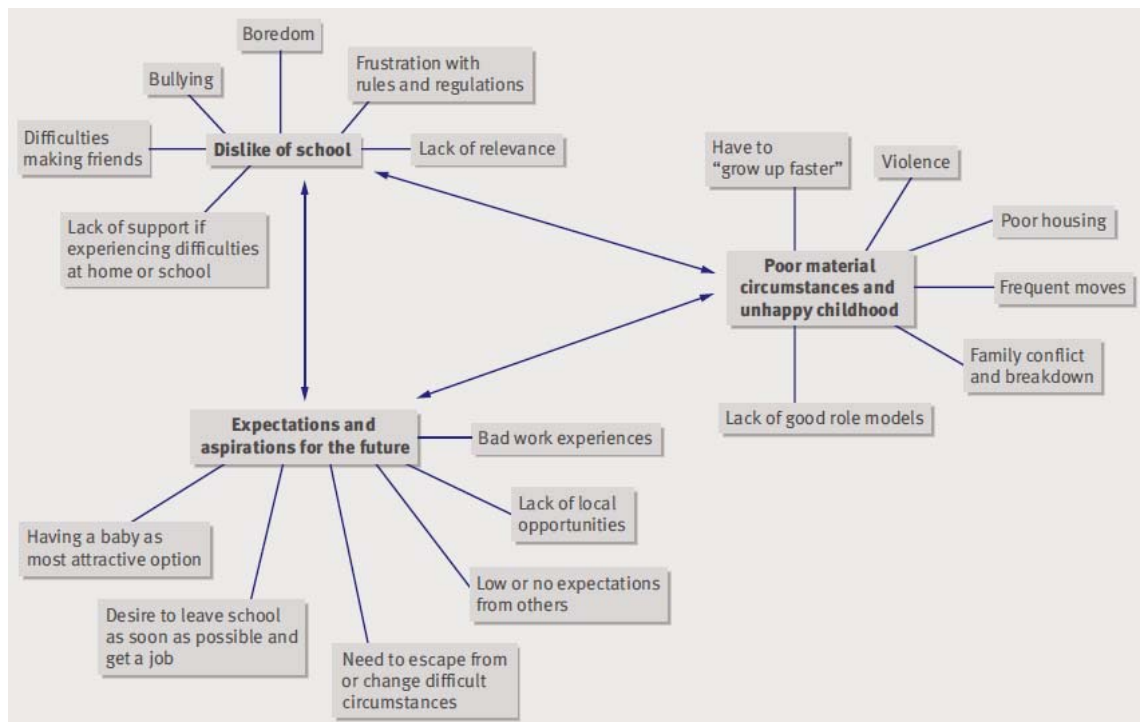 Boredom
Bullying
Frustration with
rules and regulations
Difficulties
making friends
Dislike of school
Lack of relevance
Lack of support if
experiencing difficulties
at home or school
Have to
“grow up faster”
Violence
Poor housing
Poor material
circumstances and
unhappy childhood
Frequent moves
Family conflict
and breakdown
Lack of good role models
Expectations and
aspirations for the future
Bad work experiences
Lack of local
opportunities
Having a baby as
most attractive option
Low or no expectations
from others
Desire to leave school
as soon as possible and
get a job
Need to escape from
or change difficult
circumstances